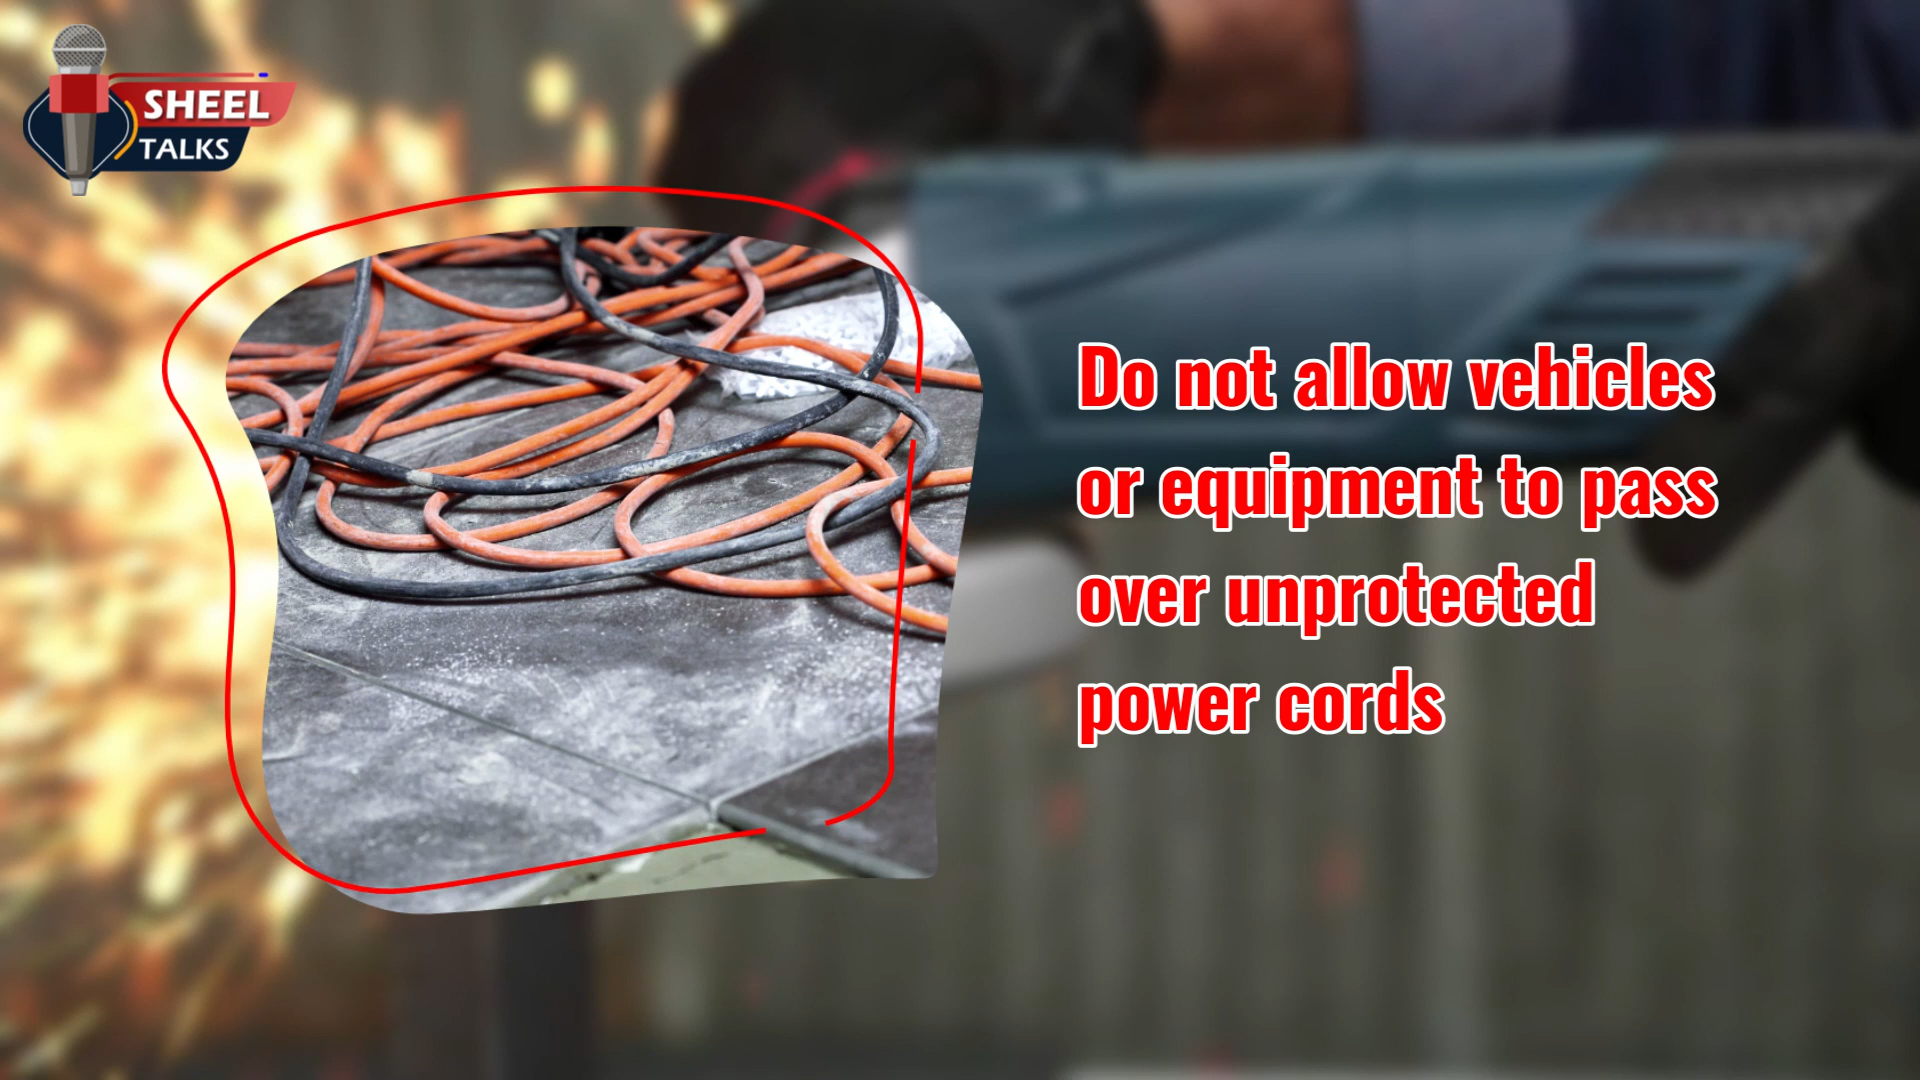 SHEEL
TALKS
Do not allow vehicles
or equipment to pass
over unprotected
power cords